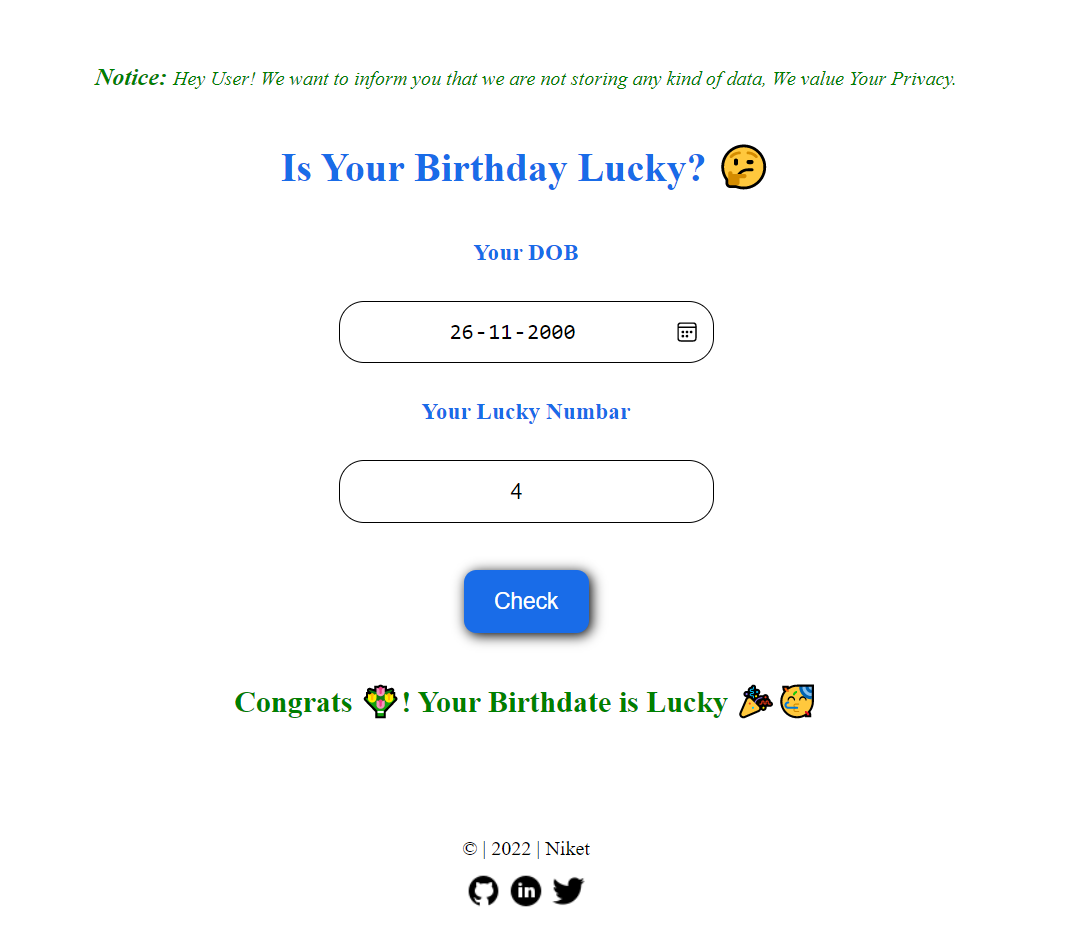 Notice: Hey User! We want to inform you that we are not storing any kind of data, We value Your Privacy.
Is Your Birthday Lucky? 🤔
Your DOB
26-11-2000
Your Lucky Numbar
4
Check
Congrats 💐! Your Birthdate is Lucky 🎉🥳
© | 2022 | Niket
in